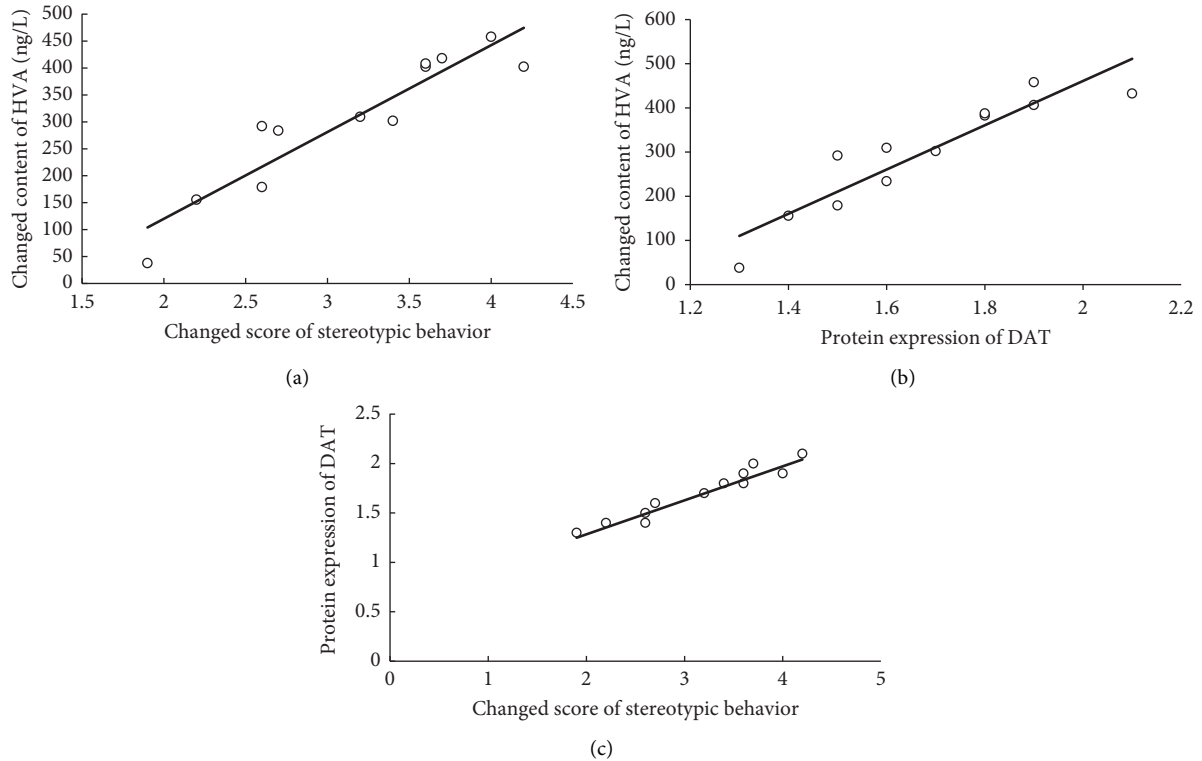 Changed content of HVA (ng/L)
500
450
400
350
300
250
200
150
100
50
0
1.5 2 2.5 3 3.5 4 4.5
Changed score of stereotypic behavior
(a)
Changed content of HVA (ng/L)
600
500
400
300
200
100
0
1.2 1.4 1.6 1.8 2 2.2
Protein expression of DAT
(b)
Protein expression of DAT
2.5
2
1.5
1
0.5
0
0 1 2 3 4 5
Changed score of stereotypic behavior
(c)